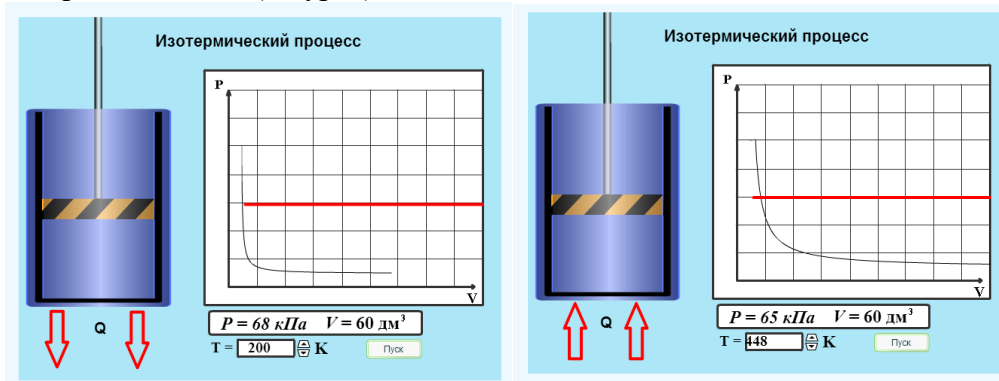 Изотермический процесс
P
V
Q
P = 68 кПа V = 60 дм³
T = 200 K Пуск
Изотермический процесс
P
V
Q
P = 65 кПа V = 60 дм³
T = 448 K Пуск